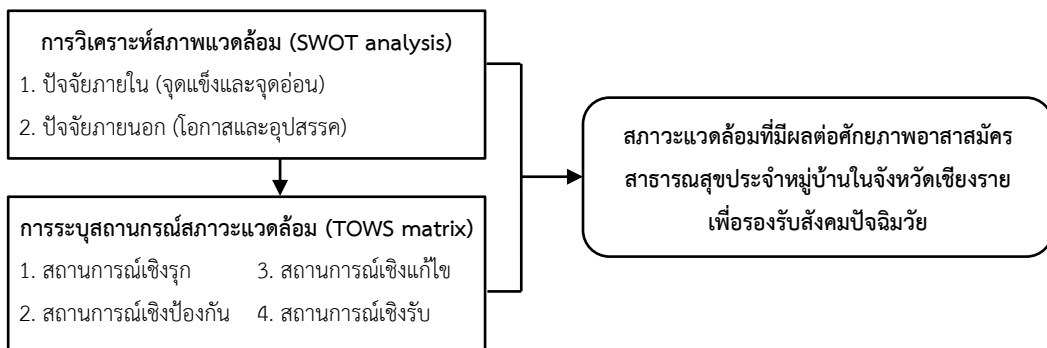 การวิเคราะห์สภาพแวดล้อม (SWOT analysis)
1. ปัจจัยภายใน (จุดแข็งและจุดอ่อน)
2. ปัจจัยภายนอก (โอกาสและอุปสรรค)
การระบุสถานกรณ์สภาวะแวดล้อม (TOWS matrix)
1. สถานการณ์เชิงรุก 3. สถานการณ์เชิงแก้ไข
2. สถานการณ์เชิงป้องกัน 4. สถานการณ์เชิงรับ
สภาวะแวดล้อมที่มีผลต่อศักยภาพอาสาสมัคร
สาธารณสุขประจำหมู่บ้านในจังหวัดเชียงราย
เพื่อรองรับสังคมปัจฉิมวัย